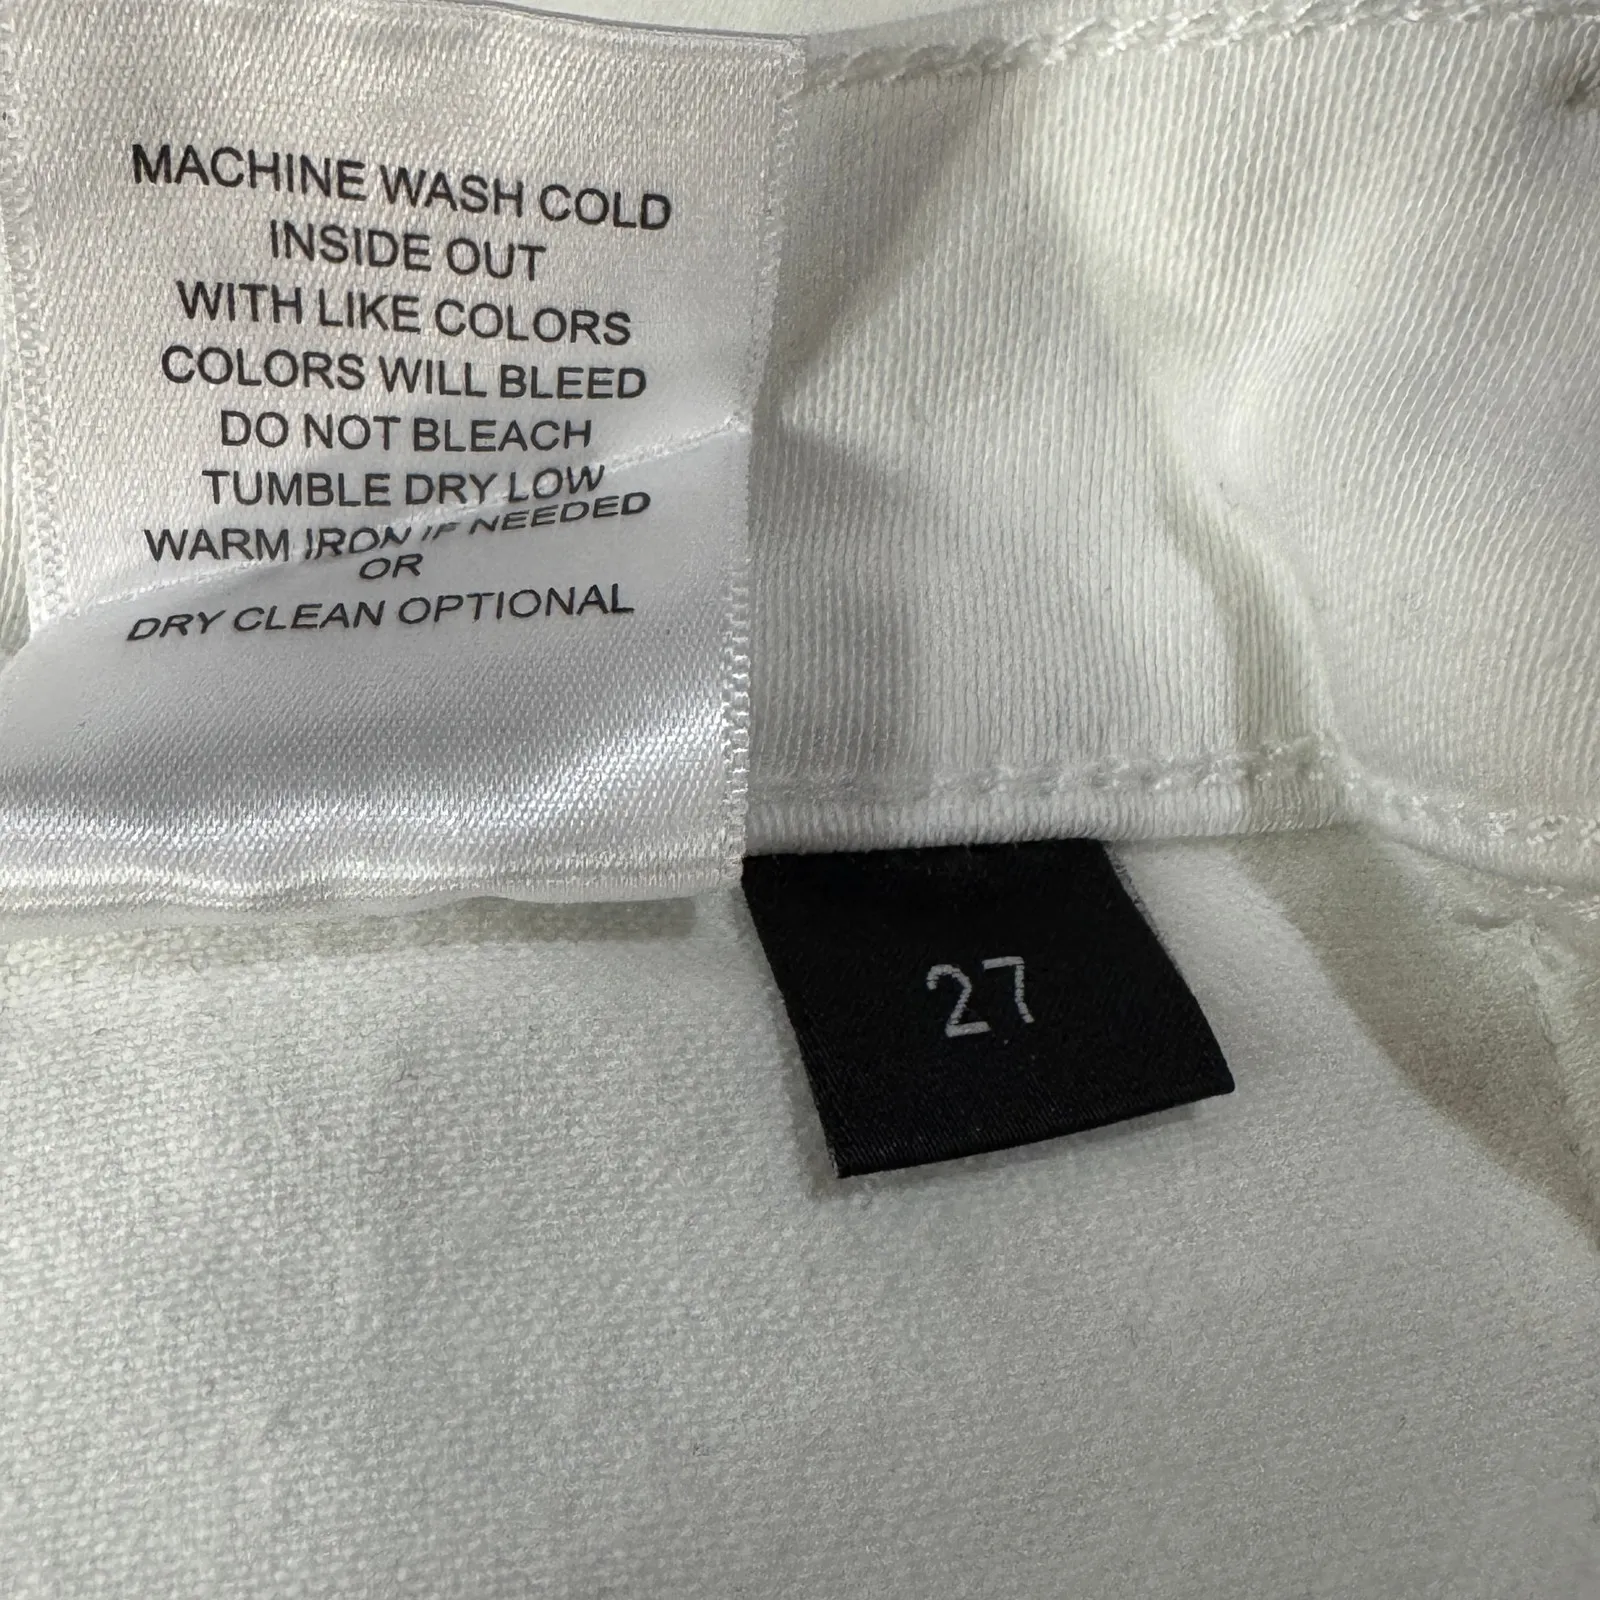 MACHINE WASH COLD
INSIDE OUT
WITH LIKE COLORS
COLORS WILL BLEED
DO NOT BLEACH
TUMBLE DRY LOW
WARM IRON IF NEEDED
OR
DRY CLEAN OPTIONAL
27